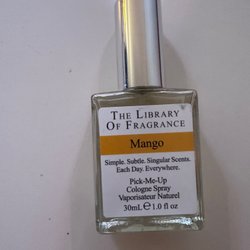 The Library
Of Fragrance
Mango
Simple. Subtle. Singular Scents.
Each Day. Everywhere.
Pick-Me-Up
Cologne Spray
Vaporisateur Naturel
30mL ℮ 1.0 fl oz